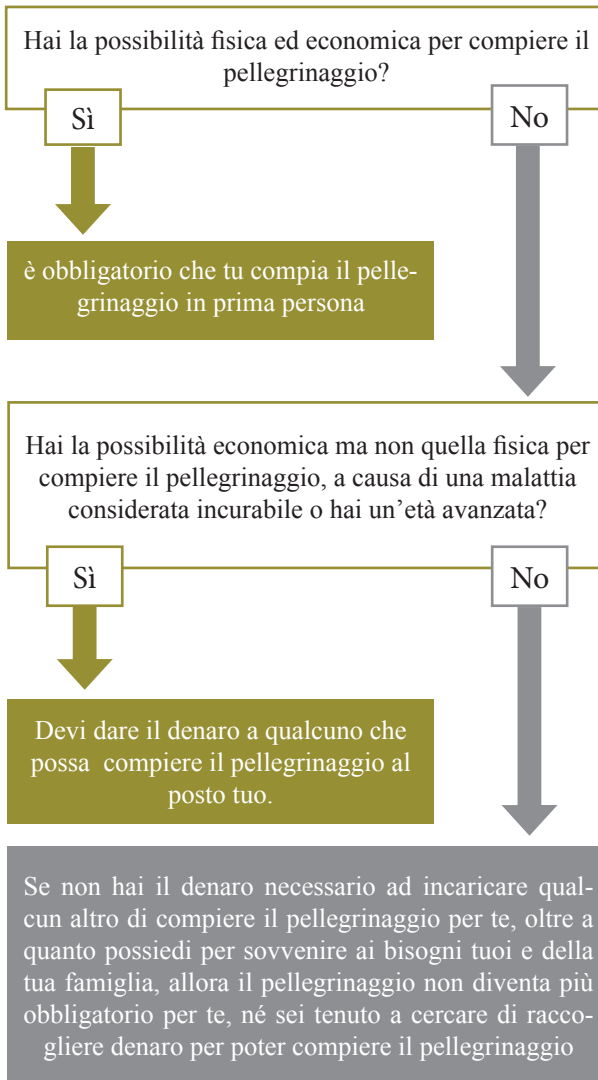 Hai la possibilità fisica ed economica per compiere il
pellegrinaggio?
Sì
No
è obbligatorio che tu compia il pelle-
grinaggio in prima persona
Hai la possibilità economica ma non quella fisica per
compiere il pellegrinaggio, a causa di una malattia
considerata incurabile o hai un’età avanzata?
Sì
No
Devi dare il denaro a qualcuno che
possa compiere il pellegrinaggio al
posto tuo.
Se non hai il denaro necessario ad incaricare qual-
cun altro di compiere il pellegrinaggio per te, oltre a
quanto possiedi per sovvenire ai bisogni tuoi e della
tua famiglia, allora il pellegrinaggio non diventa più
obbligatorio per te, né sei tenuto a cercare di racco-
gliere denaro per poter compiere il pellegrinaggio